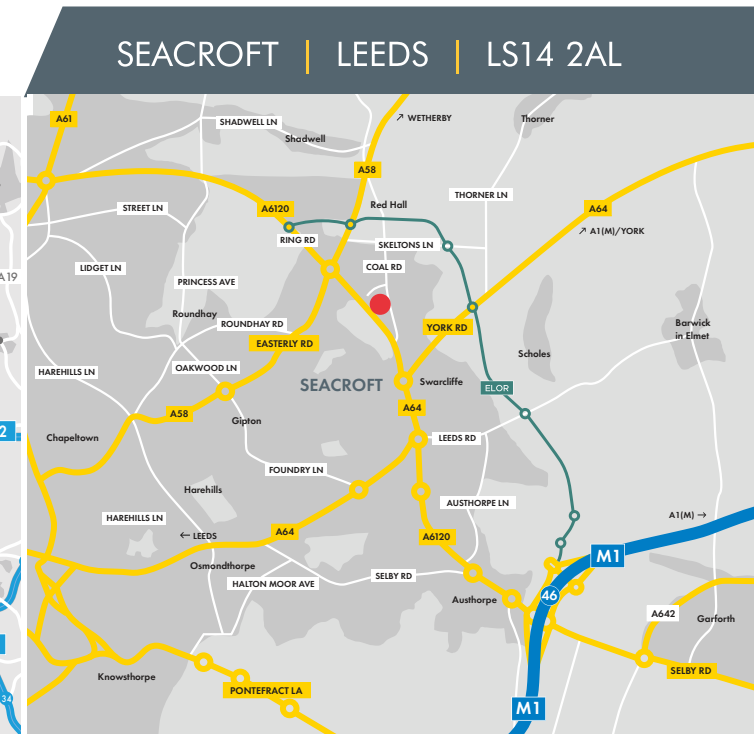 SEACROFT | LEEDS | LS14 2AL
A61
SHADWELL LN
↗ WETHERBY
Thorner
Shadwell
A58
THORNER LN
STREET LN
A6120
Red Hall
A64
RING RD
SKELTONS LN
↗ A1(M)/YORK
LIDGET LN
COAL RD
A19
PRINCESS AVE
Roundhay
ROUNDHAY RD
YORK RD
Barwick
in Elmet
EASTERLY RD
Scholes
HAREHILLS LN
OAKWOOD LN
SEACROFT
Swarcliffe
ELOR
A58
A64
Gipton
2
Chapeltown
LEEDS RD
FOUNDRY LN
Harehills
AUSTHORPE LN
HAREHILLS LN
A1(M) →
← LEEDS
A64
A6120
M1
Osmondthorpe
HALTON MOOR AVE
SELBY RD
46
Austhorpe
A642
Garforth
Knowsthorpe
SELBY RD
PONTEFRACT LA
34
M1